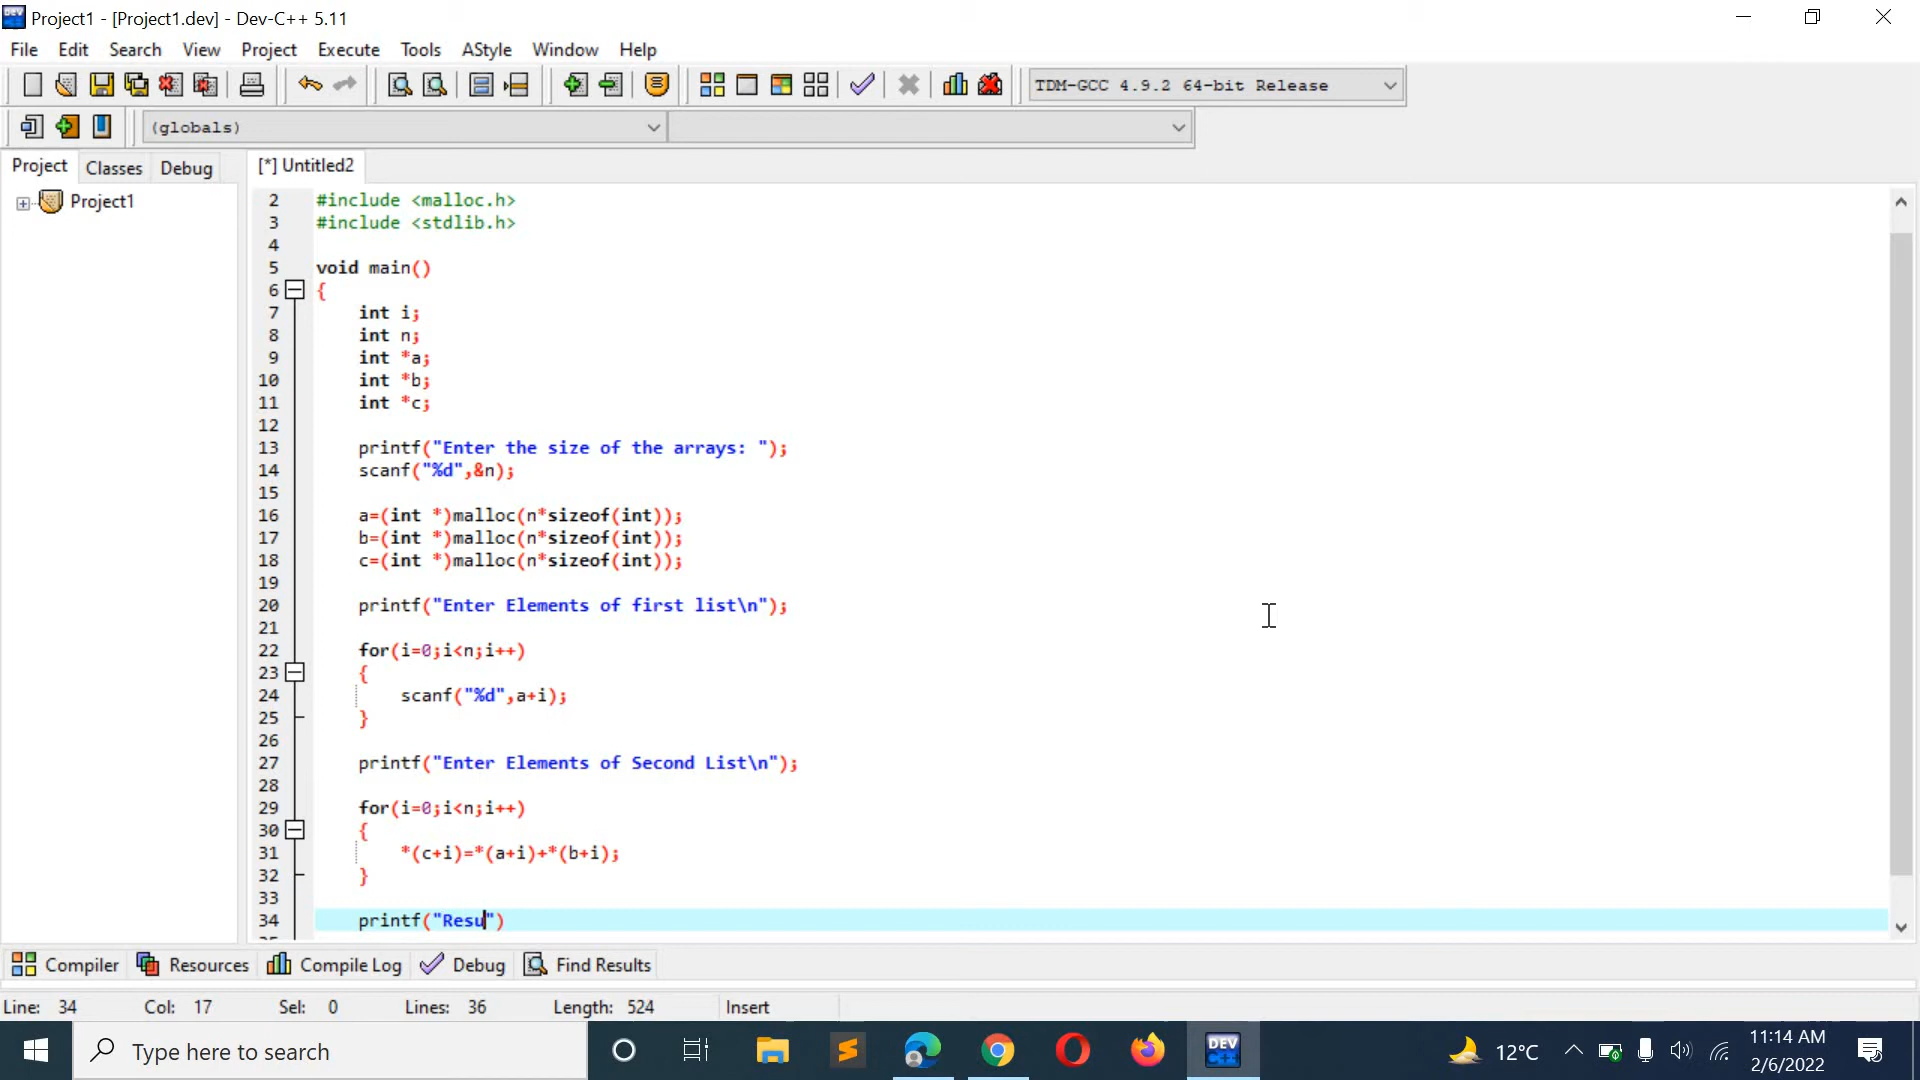 Project1 - [Project1.dev] - Dev-C++ 5.11
File Edit Search View Project Execute Tools AStyle Window Help
TDM-GCC 4.9.2 64-bit Release
(globals)
Project Classes Debug [*] Untitled2
Project1
2 #include <malloc.h>
3 #include <stdlib.h>
4
5 void main()
6 {
7 int i;
8 int n;
9 int *a;
10 int *b;
11 int *c;
12
13 printf("Enter the size of the arrays: ");
14 scanf("%d",&n);
15
16 a=(int *)malloc(n*sizeof(int));
17 b=(int *)malloc(n*sizeof(int));
18 c=(int *)malloc(n*sizeof(int));
19
20 printf("Enter Elements of first list\n");
21
22 for(i=0;i<n;i++)
23 {
24 scanf("%d",a+i);
25 }
26
27 printf("Enter Elements of Second List\n");
28
29 for(i=0;i<n;i++)
30 {
31 *(c+i)=*(a+i)+*(b+i);
32 }
33
34 printf("Resu")
Compiler Resources Compile Log Debug Find Results
Line: 34 Col: 17 Sel: 0 Lines: 36 Length: 524 Insert
Type here to search
DEV C++
12°C
11:14 AM
2/6/2022